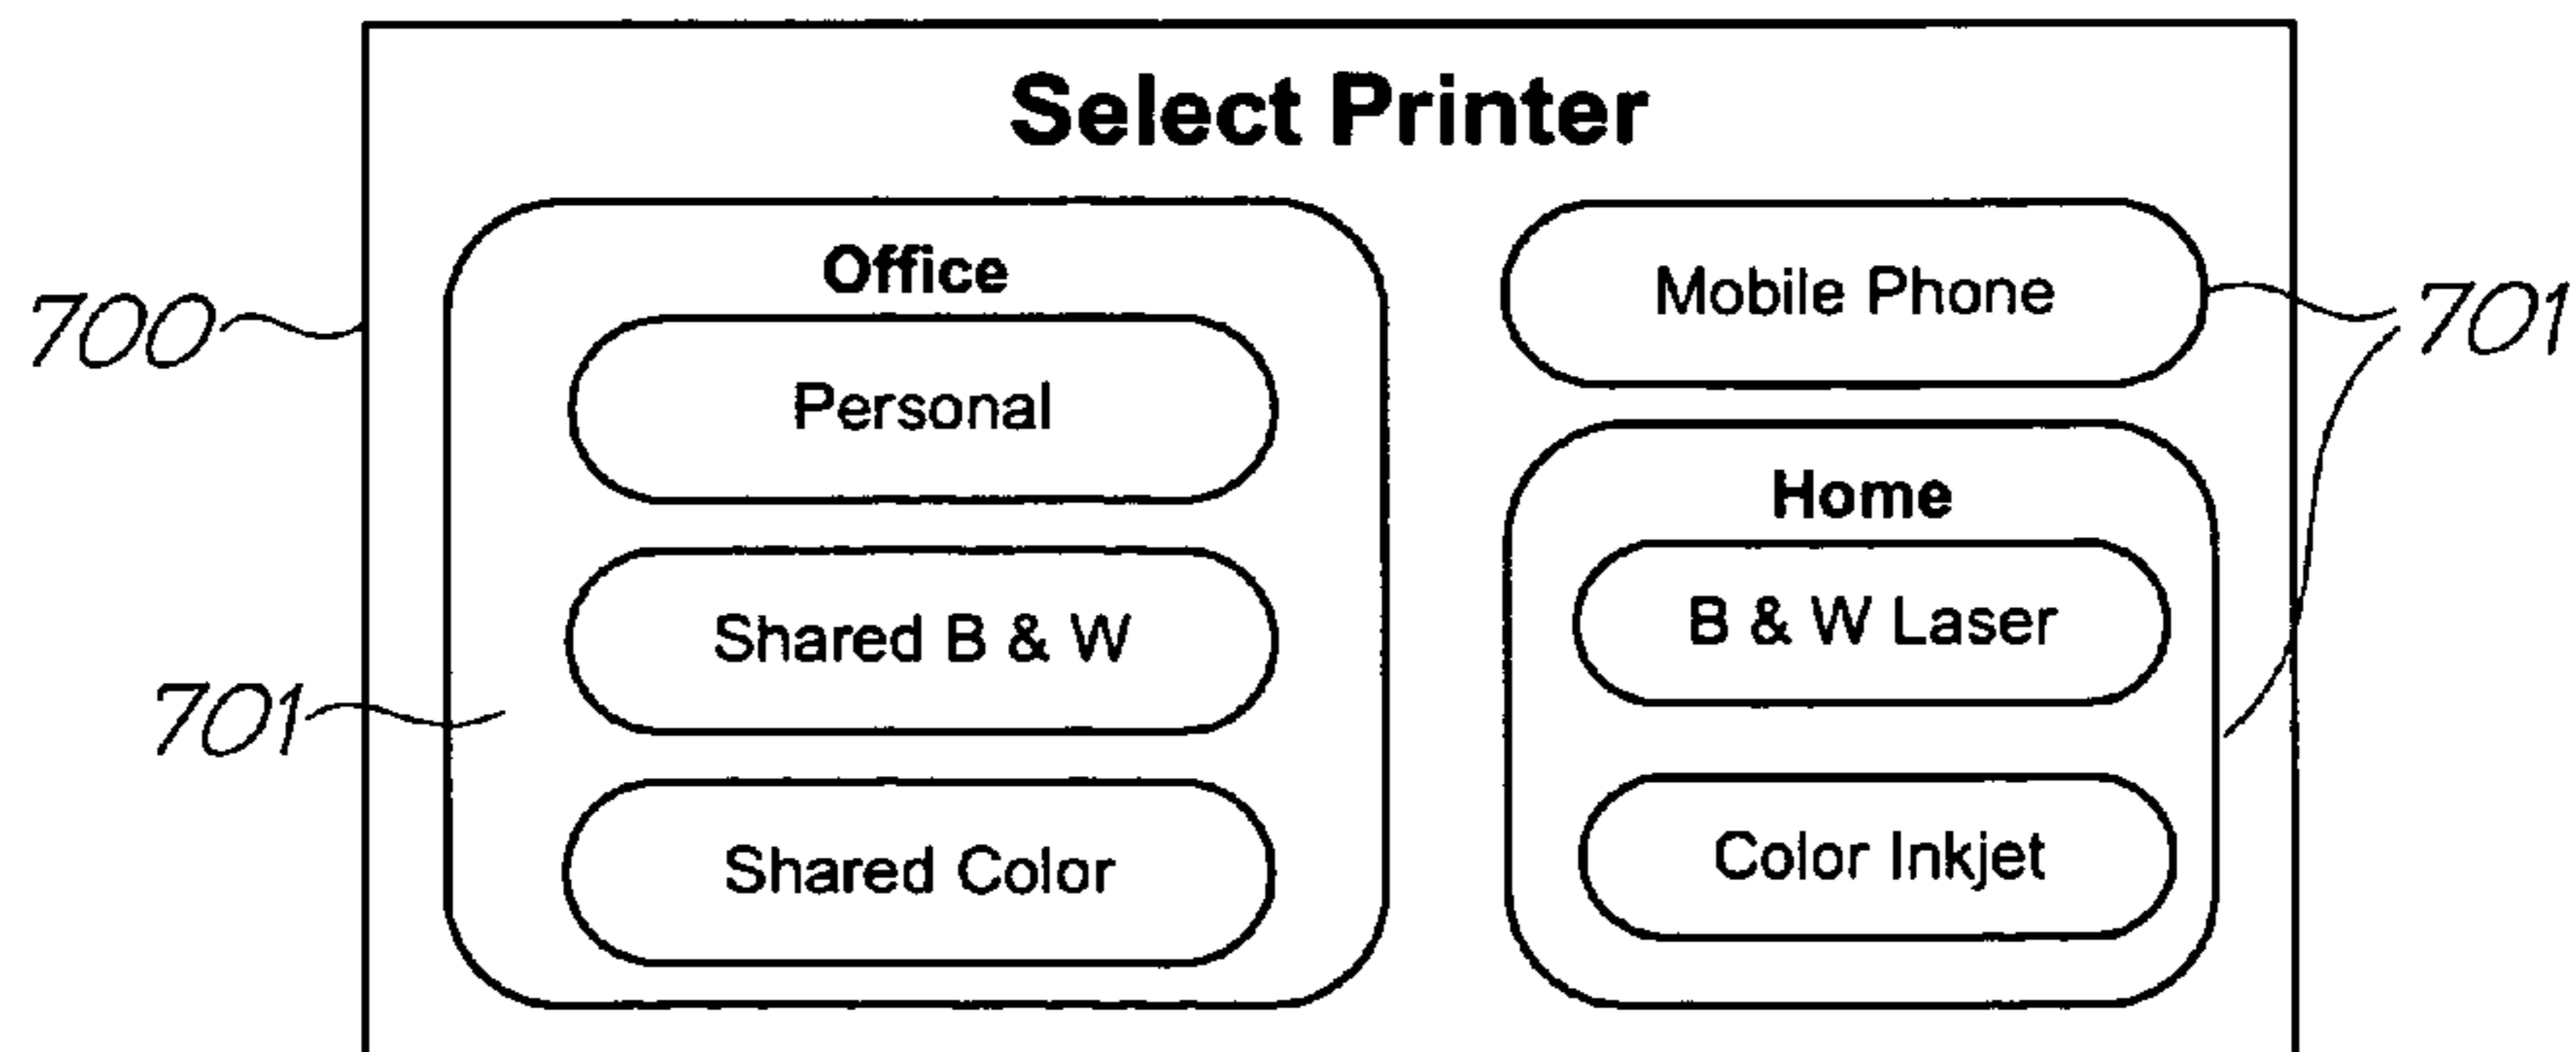 Select Printer
Office
Personal
Shared B & W
Shared Color
Mobile Phone
Home
B & W Laser
Color Inkjet
700
701
701